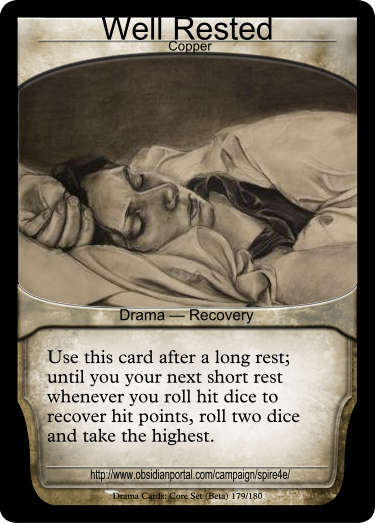 Well Rested
Copper
Drama — Recovery
Use this card after a long rest;
until you your next short rest
whenever you roll hit dice to
recover hit points, roll two dice
and take the highest.
http://www.obsidianportal.com/campaign/spire4e/
Drama Cards: Core Set (Beta) 179/180